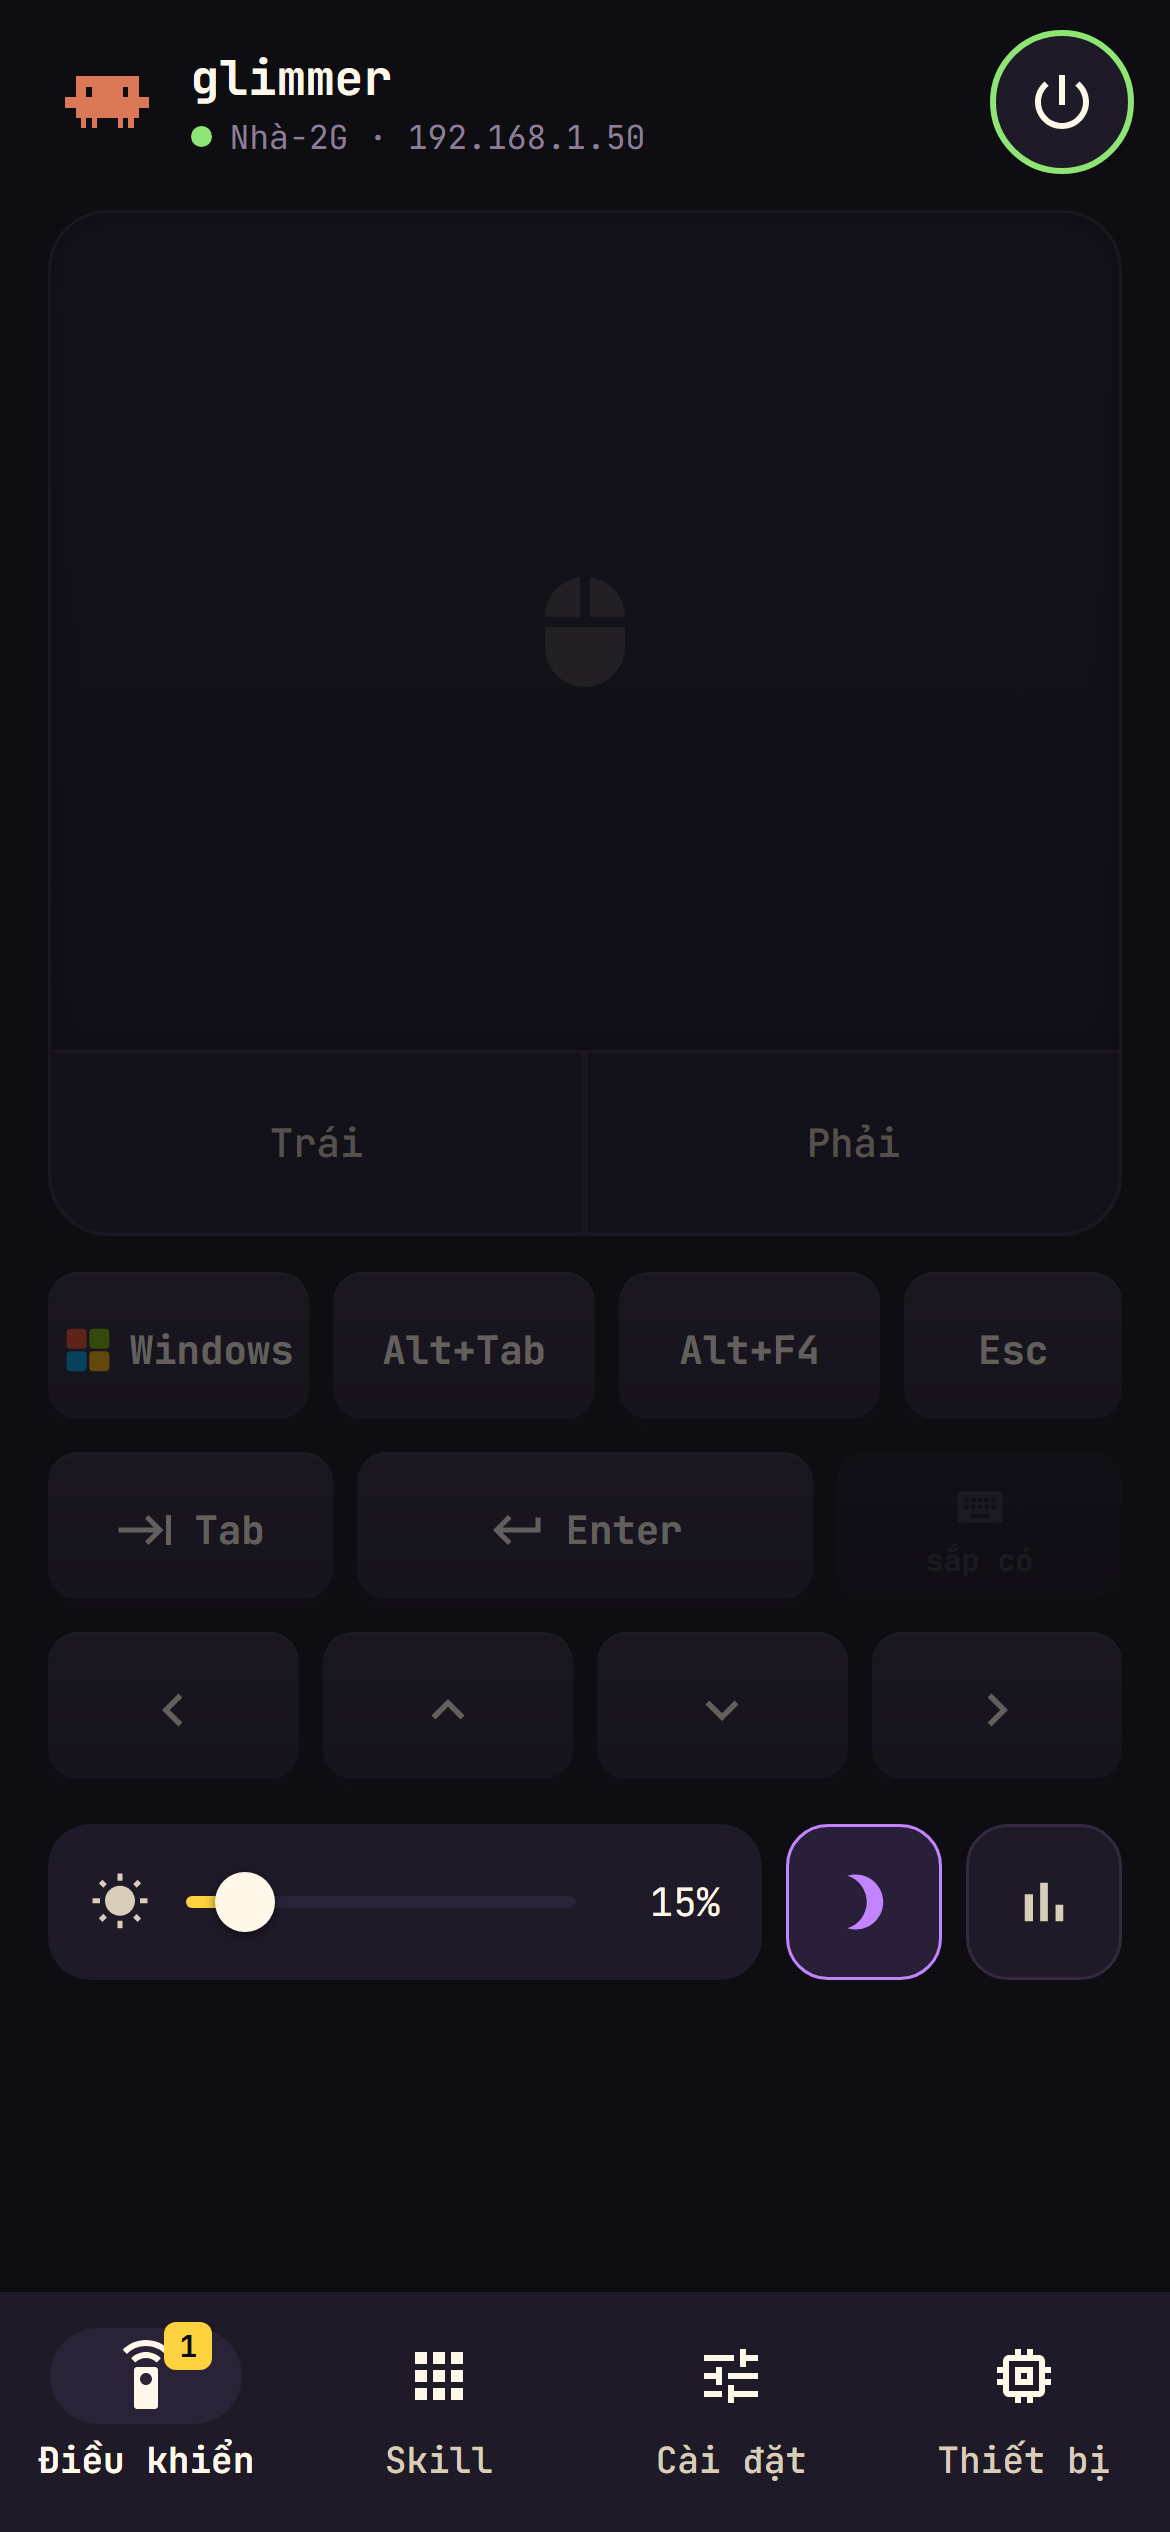 glimmer
Nhà-2G · 192.168.1.50
Trái
Phải
Windows
Alt+Tab
Alt+F4
Esc
Tab
Enter
sắp có
15%
1
Điều khiển
Skill
Cài đặt
Thiết bị